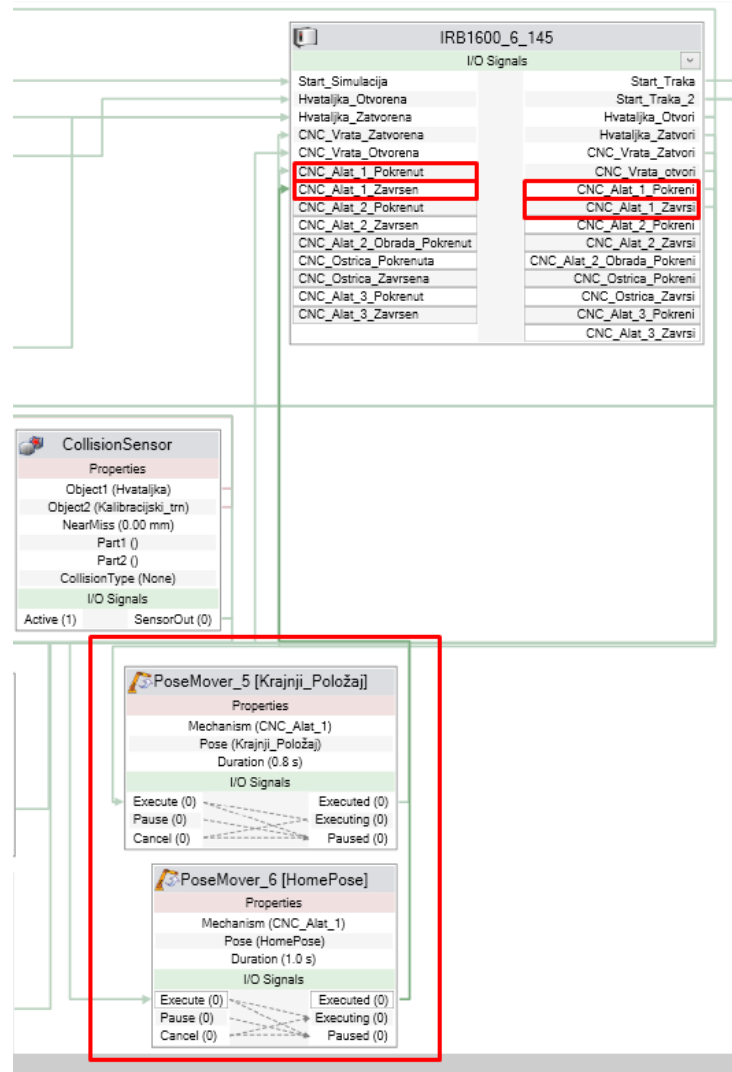 IRB1600_6_145
I/O Signals
Start_Simulacija Start_Traka
Hvataljka_Otvorena Start_Traka_2
Hvataljka_Zatvorena Hvataljka_Otvori
CNC_Vrata_Zatvorena Hvataljka_Zatvori
CNC_Vrata_Otvorena CNC_Vrata_Zatvori
CNC_Alat_1_Pokrenut CNC_Vrata_otvori
CNC_Alat_1_Zavrsen CNC_Alat_1_Pokreni
CNC_Alat_2_Pokrenut CNC_Alat_1_Zavrsi
CNC_Alat_2_Zavrsen CNC_Alat_2_Pokreni
CNC_Alat_2_Obrada_Pokrenut CNC_Alat_2_Zavrsi
CNC_Ostrica_Pokrenuta CNC_Alat_2_Obrada_Pokreni
CNC_Ostrica_Zavrsena CNC_Ostrica_Pokreni
CNC_Alat_3_Pokrenut CNC_Ostrica_Zavrsi
CNC_Alat_3_Zavrsen CNC_Alat_3_Pokreni
CNC_Alat_3_Zavrsi
CollisionSensor
Properties
Object1 (Hvataljka)
Object2 (Kalibracijski_trn)
NearMiss (0.00 mm)
Part1 ()
Part2 ()
CollisionType (None)
I/O Signals
Active (1) SensorOut (0)
PoseMover_5 [Krajnji_Položaj]
Properties
Mechanism (CNC_Alat_1)
Pose (Krajnji_Položaj)
Duration (0.8 s)
I/O Signals
Execute (0) Executed (0)
Pause (0) Executing (0)
Cancel (0) Paused (0)
PoseMover_6 [HomePose]
Properties
Mechanism (CNC_Alat_1)
Pose (HomePose)
Duration (1.0 s)
I/O Signals
Execute (0) Executed (0)
Pause (0) Executing (0)
Cancel (0) Paused (0)